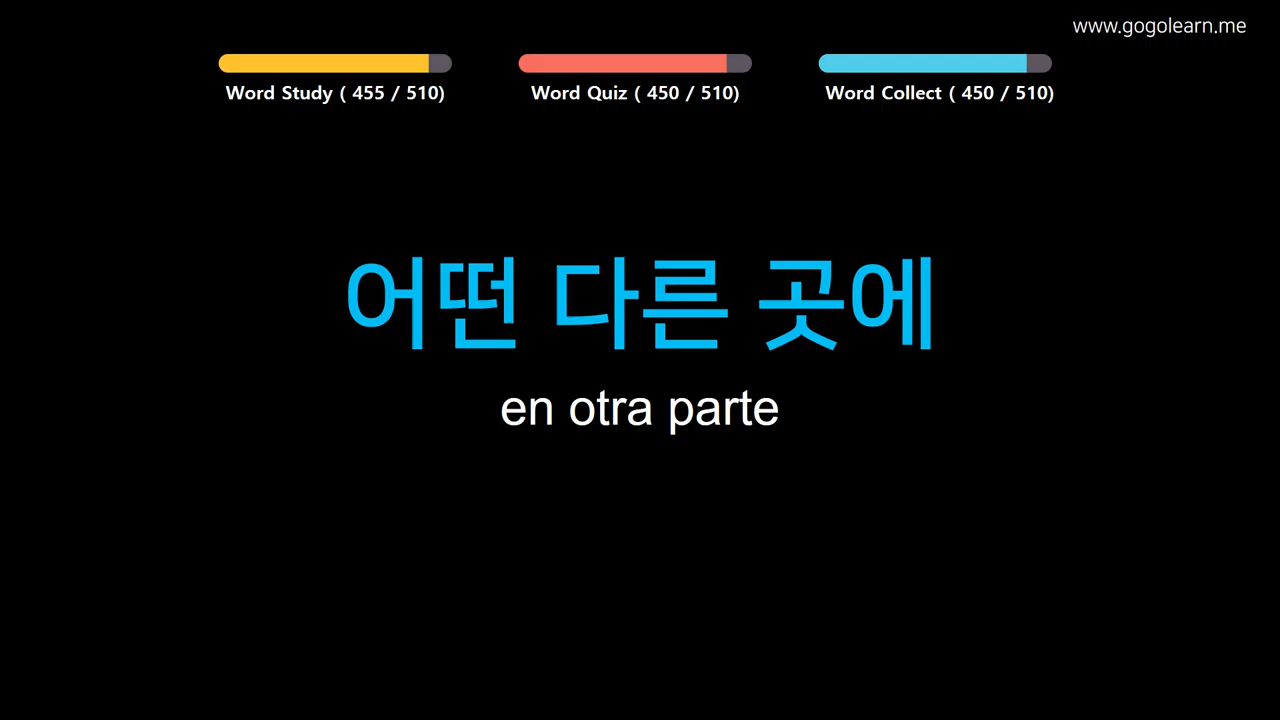 www.gogolearn.me
Word Study ( 455 / 510)
Word Quiz ( 450 / 510)
Word Collect ( 450 / 510)
어떤 다른 곳에
en otra parte